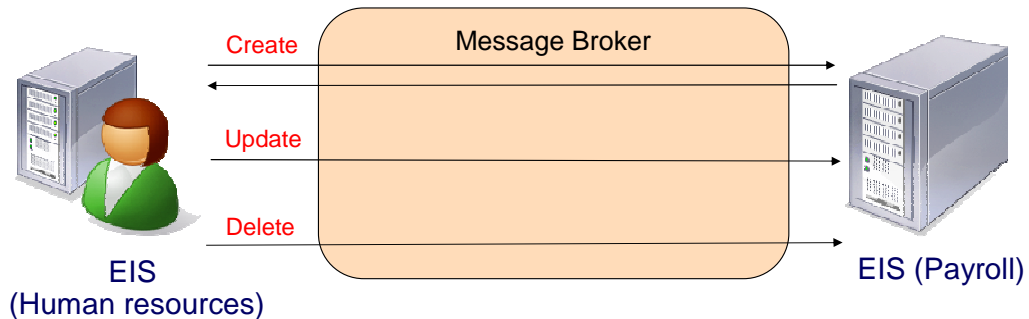 Create
Message Broker
Update
Delete
EIS
(Human resources)
EIS (Payroll)